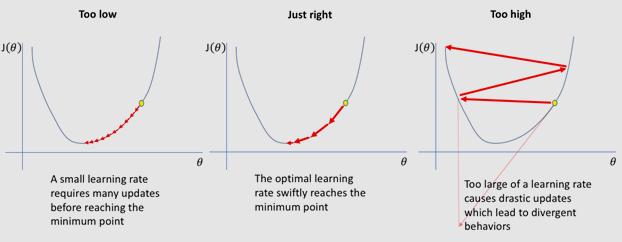 Too low
J(θ)
θ
A small learning rate
requires many updates
before reaching the
minimum point
Just right
J(θ)
θ
The optimal learning
rate swiftly reaches the
minimum point
Too high
J(θ)
θ
Too large of a learning rate
causes drastic updates
which lead to divergent
behaviors